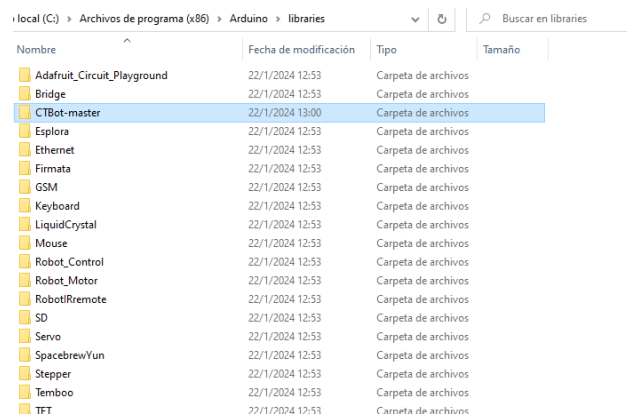 local (C:) > Archivos de programa (x86) > Arduino > libraries Buscar en libraries
Nombre Fecha de modificación Tipo Tamaño
Adafruit_Circuit_Playground 22/1/2024 12:53 Carpeta de archivos
Bridge 22/1/2024 12:53 Carpeta de archivos
CTBot-master 22/1/2024 13:00 Carpeta de archivos
Esplora 22/1/2024 12:53 Carpeta de archivos
Ethernet 22/1/2024 12:53 Carpeta de archivos
Firmata 22/1/2024 12:53 Carpeta de archivos
GSM 22/1/2024 12:53 Carpeta de archivos
Keyboard 22/1/2024 12:53 Carpeta de archivos
LiquidCrystal 22/1/2024 12:53 Carpeta de archivos
Mouse 22/1/2024 12:53 Carpeta de archivos
Robot_Control 22/1/2024 12:53 Carpeta de archivos
Robot_Motor 22/1/2024 12:53 Carpeta de archivos
RobotIRremote 22/1/2024 12:53 Carpeta de archivos
SD 22/1/2024 12:53 Carpeta de archivos
Servo 22/1/2024 12:53 Carpeta de archivos
SpacebrewYun 22/1/2024 12:53 Carpeta de archivos
Stepper 22/1/2024 12:53 Carpeta de archivos
Temboo 22/1/2024 12:53 Carpeta de archivos
TFT 22/1/2024 12:53 Carpeta de archivos